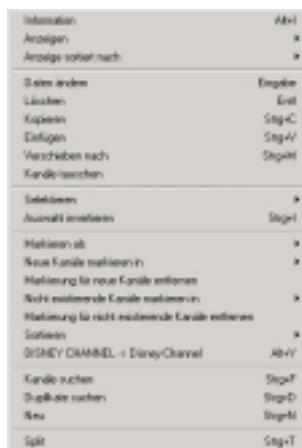 Information Alt+I
Anzeigen
Anzeige sortiert nach
Daten ändern Eingabe
Löschen Entf
Kopieren Strg+C
Einfügen Strg+V
Verschieben nach Strg+M
Kanäle tauschen
Selektieren
Auswahl invertieren Strg+I
Markieren als
Neue Kanäle markieren in
Markierung für neue Kanäle entfernen
Nicht existierende Kanäle markieren in
Markierung für nicht existierende Kanäle entfernen
Sortieren
DISNEY CHANNEL -> Disney Channel Alt+Y
Kanäle suchen Strg+F
Duplikate suchen Strg+D
Neu Strg+N
Split Strg+T